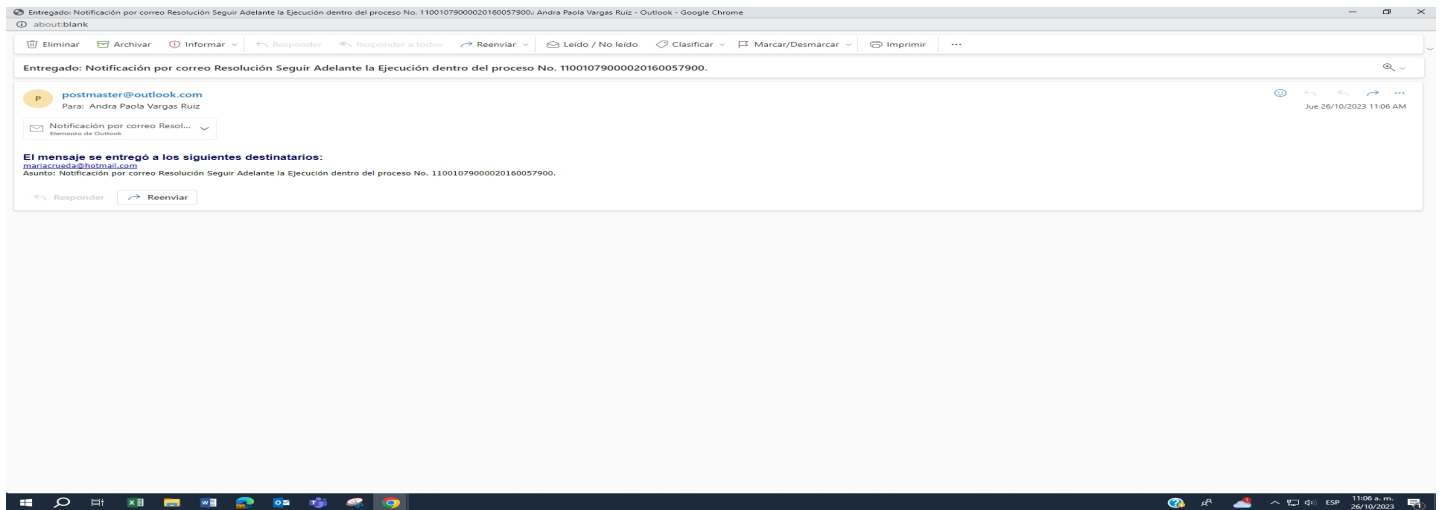 Entregado: Notificación por correo Resolución Seguir Adelante la Ejecución dentro del proceso No. 11001079000020160057900.: Andra Paola Vargas Ruiz - Outlook - Google Chrome
about:blank
Eliminar Archivar Informar Responder Responder a todos Reenviar Leído / No leído Clasificar Marcar/Desmarcar Imprimir ...
Entregado: Notificación por correo Resolución Seguir Adelante la Ejecución dentro del proceso No. 11001079000020160057900.
P postmaster@outlook.com
Para: Andra Paola Vargas Ruiz
Jue 26/10/2023 11:06 AM
Notificación por correo Resol...
Elemento de Outlook
El mensaje se entregó a los siguientes destinatarios:
mariacrueda@hotmail.com
Asunto: Notificación por correo Resolución Seguir Adelante la Ejecución dentro del proceso No. 11001079000020160057900.
Responder Reenviar
ESP 11:06 a. m.
26/10/2023